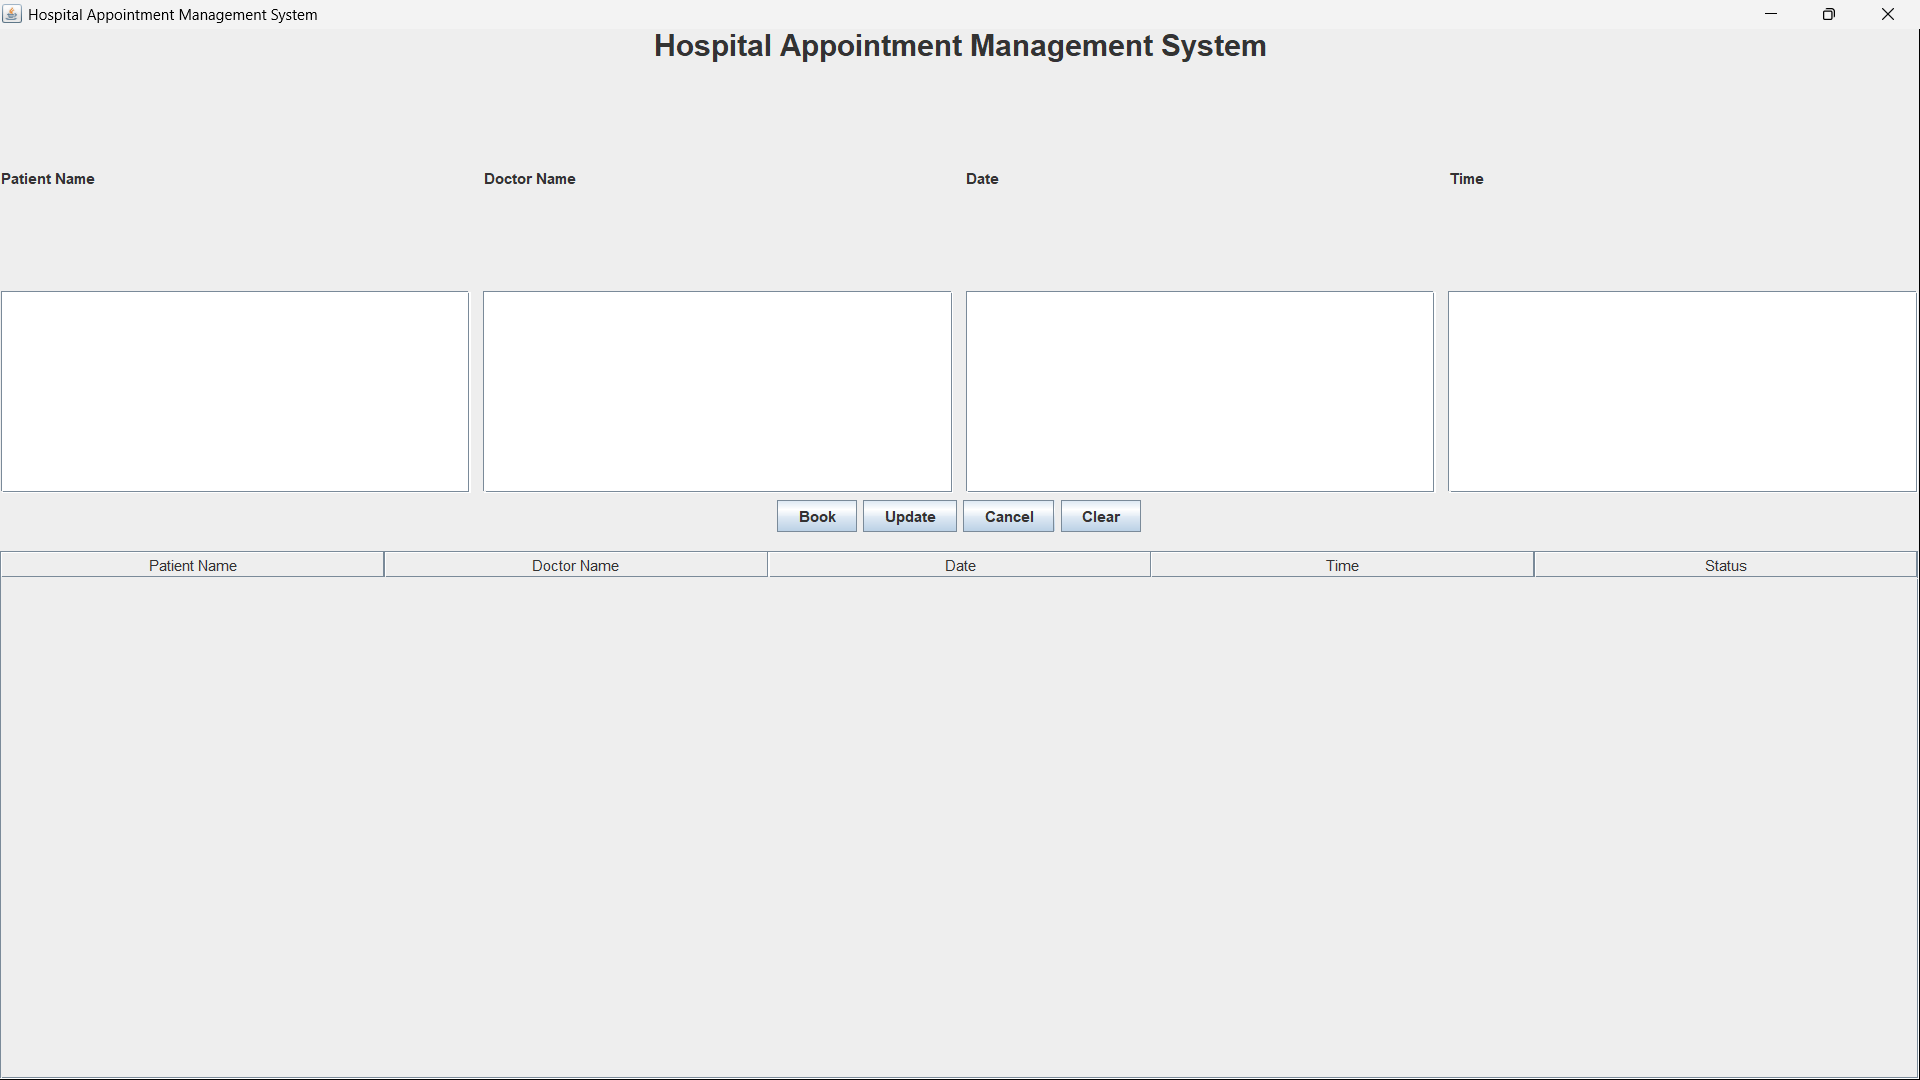 Hospital Appointment Management System
Hospital Appointment Management System
Patient Name Doctor Name Date Time
Book Update Cancel Clear
Patient Name Doctor Name Date Time Status